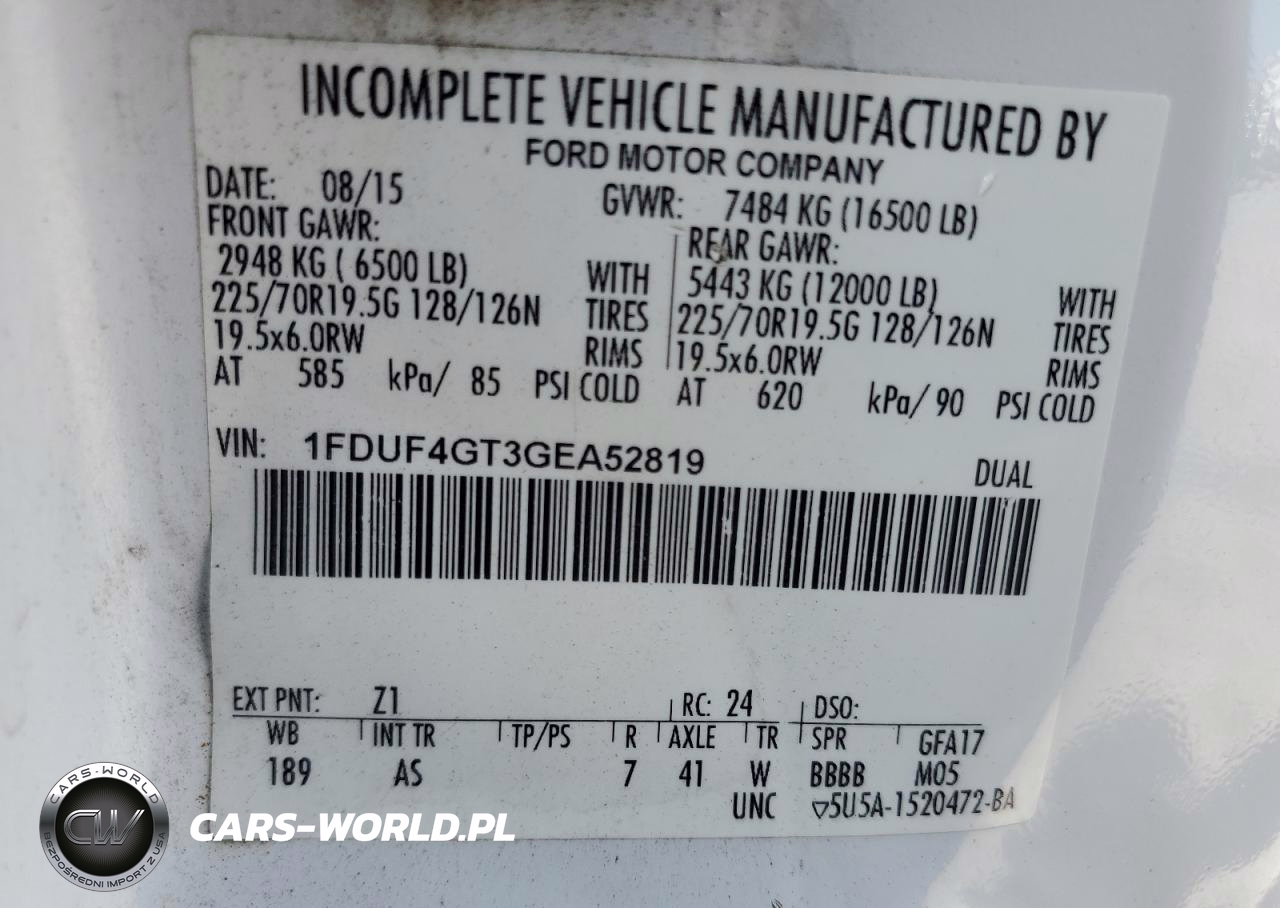 INCOMPLETE VEHICLE MANUFACTURED BY
FORD MOTOR COMPANY
DATE: 08/15 GVWR: 7484 KG (16500 LB)
FRONT GAWR: REAR GAWR:
2948 KG ( 6500 LB) WITH 5443 KG (12000 LB) WITH
225/70R19.5G 128/126N TIRES 225/70R19.5G 128/126N TIRES
19.5x6.0RW RIMS 19.5x6.0RW RIMS
AT 585 kPa/ 85 PSI COLD AT 620 kPa/ 90 PSI COLD
VIN: 1FDUF4GT3GEA52819
DUAL
EXT PNT: Z1 RC: 24 DSO:
WB INT TR TP/PS R AXLE TR SPR GFA17
189 AS 7 41 W BBBB M05
UNC ▽5U5A-1520472-BA
CARS-WORLD
CW
BEZPOŚREDNI IMPORT Z USA
CARS-WORLD.PL